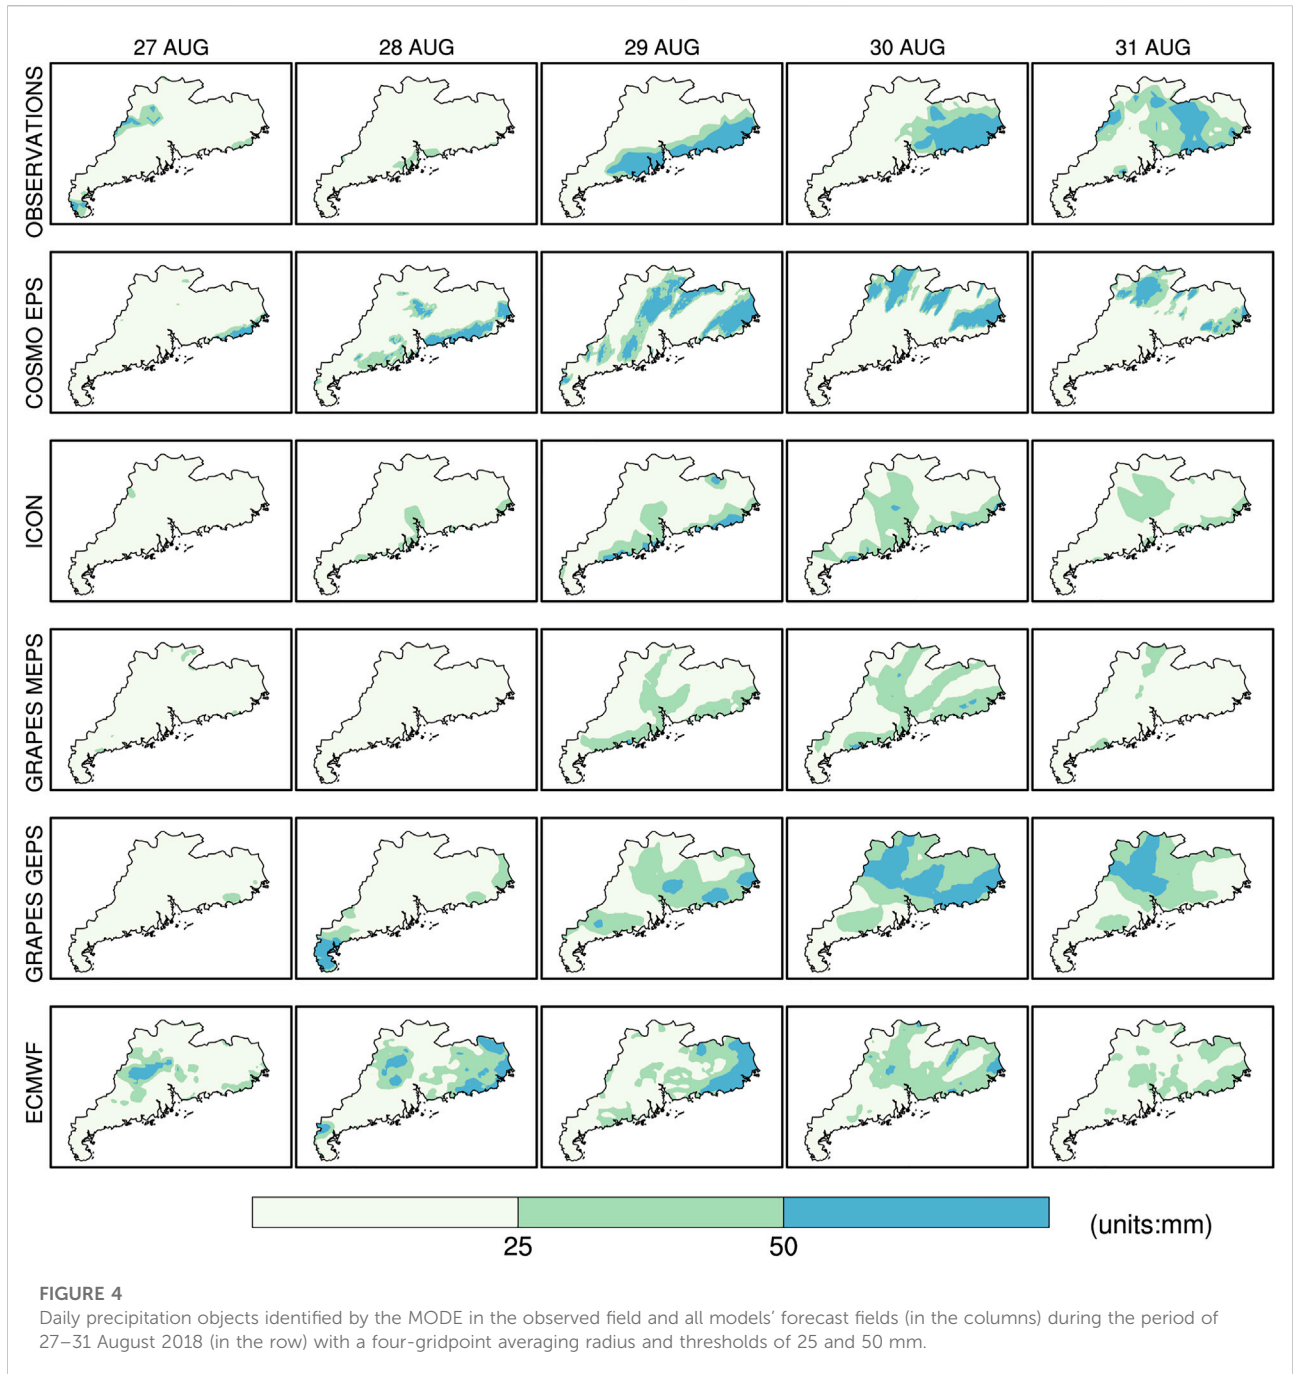 27 AUG 28 AUG 29 AUG 30 AUG 31 AUG
OBSERVATIONS
COSMO EPS
ICON
GRAPES MEPS
GRAPES GEPS
ECMWF
25 50 (units:mm)
FIGURE 4
Daily precipitation objects identified by the MODE in the observed field and all models’ forecast fields (in the columns) during the period of
27–31 August 2018 (in the row) with a four-gridpoint averaging radius and thresholds of 25 and 50 mm.